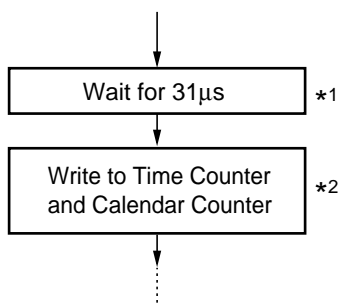 Wait for 31μs *1
Write to Time Counter *2
and Calendar Counter